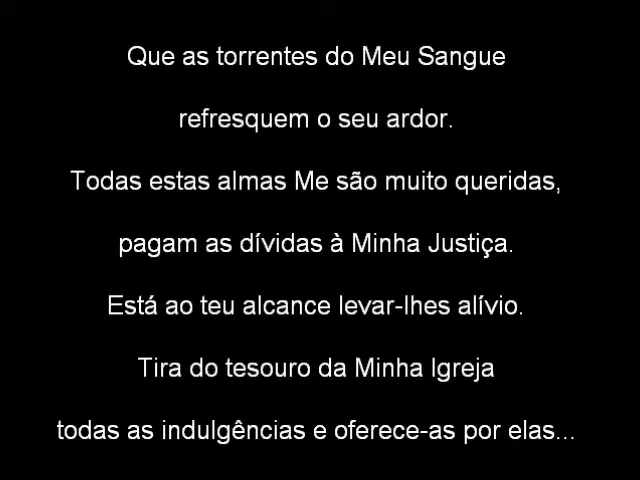 Que as torrentes do Meu Sangue
refresquem o seu ardor.
Todas estas almas Me são muito queridas,
pagam as dívidas à Minha Justiça.
Está ao teu alcance levar-lhes alívio.
Tira do tesouro da Minha Igreja
todas as indulgências e oferece-as por elas...